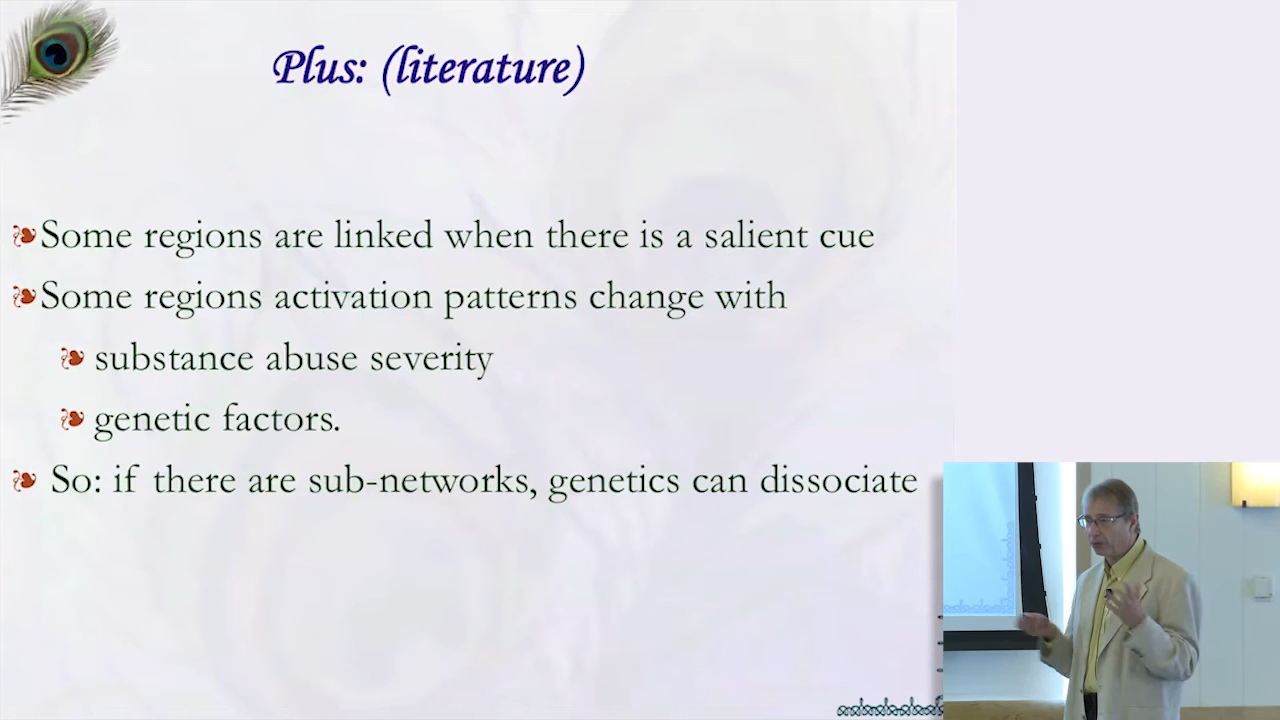 Plus: (literature)
Some regions are linked when there is a salient cue
Some regions activation patterns change with
substance abuse severity
genetic factors.
So: if there are sub-networks, genetics can dissociate